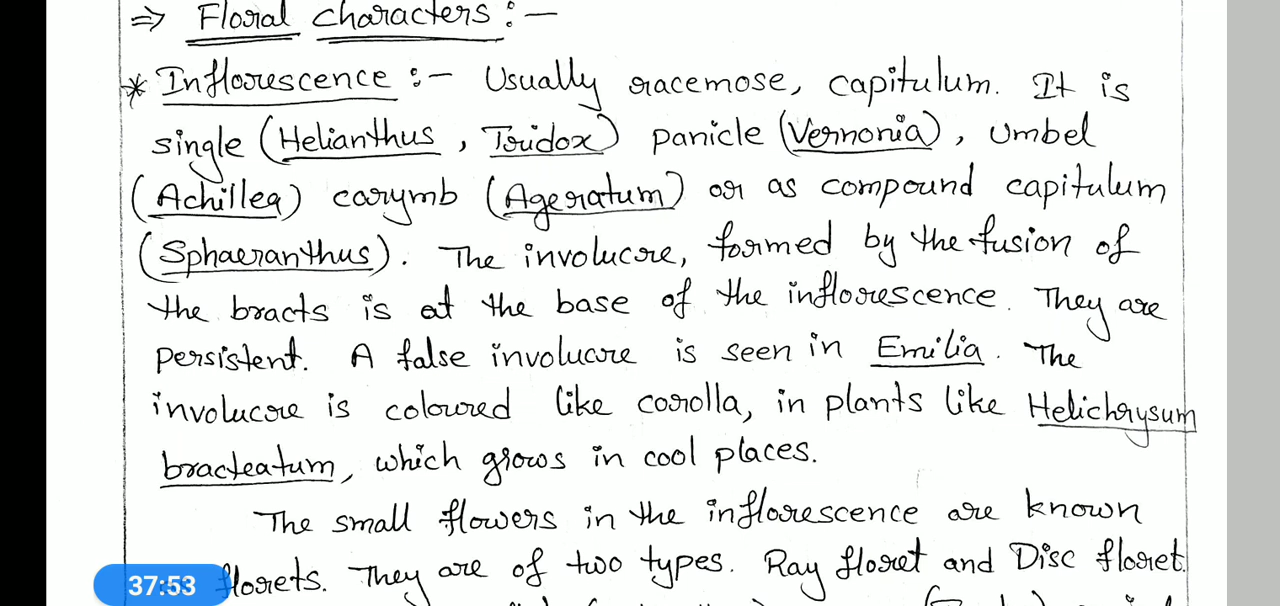 ⇒ Floral characters:-
* Inflorescence :- Usually racemose, capitulum. It is
single (Helianthus, Tridox) panicle (Vernonia), Umbel
(Achillea) carymb (Ageratum) or as compound capitulum
(Sphaeranthus). The involucre, formed by the fusion of
the bracts is at the base of the inflorescence. They are
persistent. A false involucre is seen in Emilia. The
involucre is coloured like corolla, in plants like Helichrysum
bracteatum, which grows in cool places.
The small flowers in the inflorescence are known
florets. They are of two types. Ray floret and Disc floret.
37:53